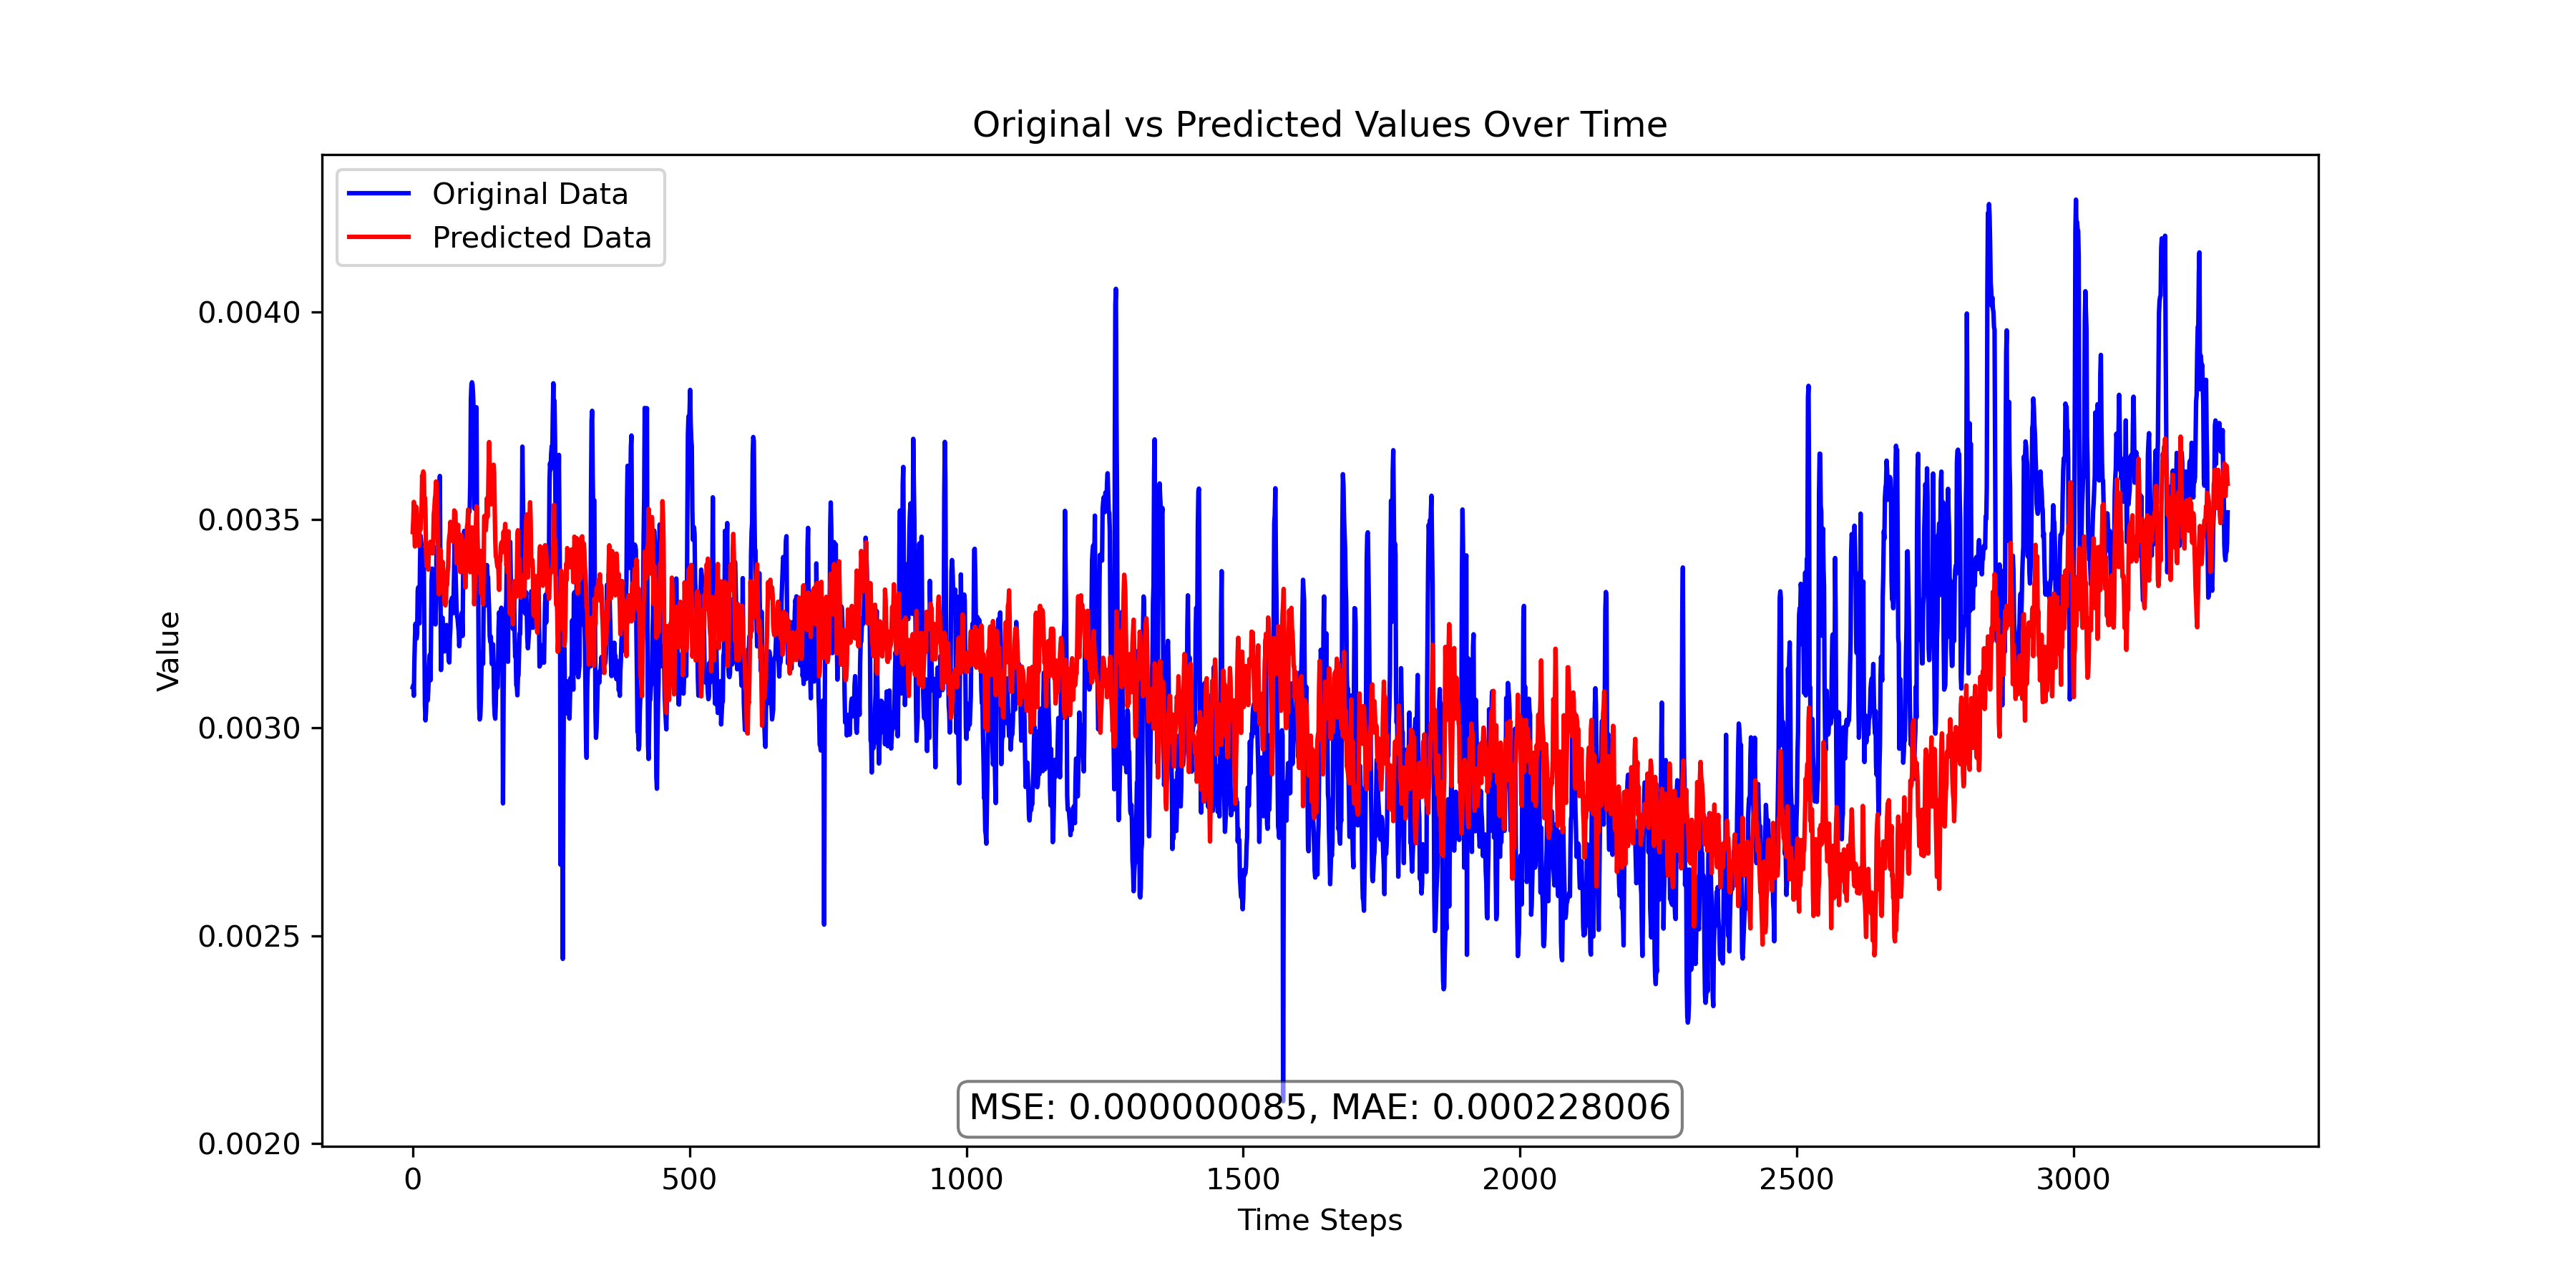 Original vs Predicted Values Over Time
Original Data
Predicted Data
0.0040
0.0035
0.0030
0.0025
0.0020
Value
MSE: 0.000000085, MAE: 0.000228006
0 500 1000 1500 2000 2500 3000
Time Steps